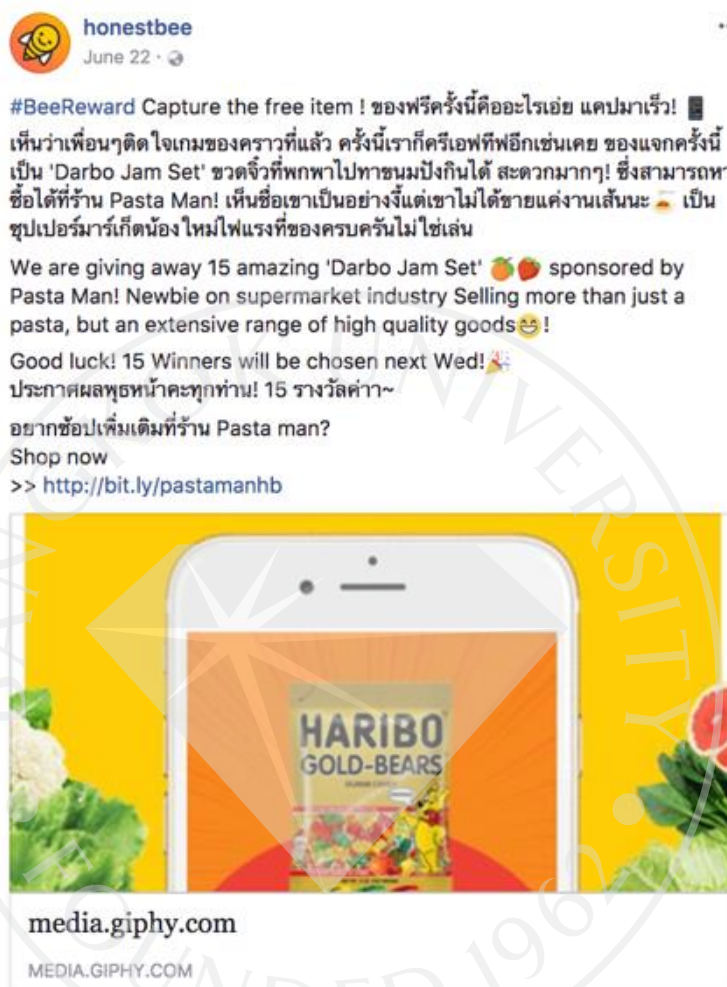 honestbee
June 22 ·
#BeeReward Capture the free item ! ของฟรีครั้งนี้คืออะไรเอ่ย แคปมาเร็ว!
เห็นว่าเพื่อนๆติดใจเกมของคราวที่แล้ว ครั้งนี้เราก็ครีเอฟทีฟอีกเช่นเคย ของแจกครั้งนี้
เป็น 'Darbo Jam Set' ขวดจิ๋วที่พกพาไปทาขนมปังกินได้ สะดวกมากๆ! ซึ่งสามารถหา
ซื้อได้ที่ร้าน Pasta Man! เห็นชื่อเขาเป็นอย่างงี้แต่เขาไม่ได้ขายแค่งานเส้นนะ เป็น
ซุปเปอร์มาร์เก็ตน้องใหม่ไฟแรงที่ของครบครันไม่ใช่เล่น
We are giving away 15 amazing 'Darbo Jam Set' 🍊🍓 sponsored by
Pasta Man! Newbie on supermarket industry Selling more than just a
pasta, but an extensive range of high quality goods😁!
Good luck! 15 Winners will be chosen next Wed!🎉
ประกาศผลพุธหน้าคะทุกท่าน! 15 รางวัลค่าา~
อยากช้อปเพิ่มเติมที่ร้าน Pasta man?
Shop now
>> http://bit.ly/pastamanhb
HARIBO
GOLD-BEARS
media.giphy.com
MEDIA.GIPHY.COM
BANGKOK UNIVERSITY
FOUNDED 1962